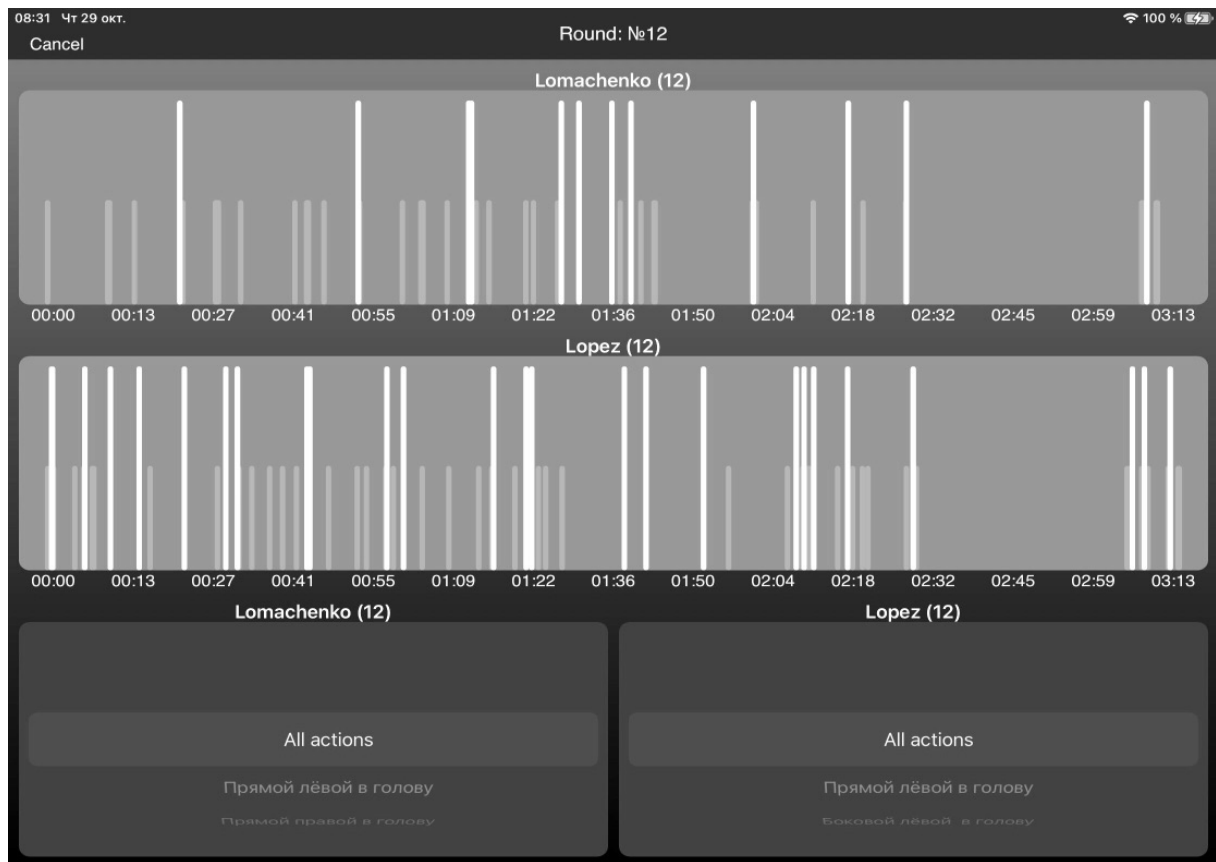 08:31 Чт 29 окт.
100 %
Cancel
Round: №12
Lomachenko (12)
00:00 00:13 00:27 00:41 00:55 01:09 01:22 01:36 01:50 02:04 02:18 02:32 02:45 02:59 03:13
Lopez (12)
00:00 00:13 00:27 00:41 00:55 01:09 01:22 01:36 01:50 02:04 02:18 02:32 02:45 02:59 03:13
Lomachenko (12)
Lopez (12)
All actions
All actions
Прямой лёвой в голову
Прямой лёвой в голову
Прямой правой в голову
Боковой лёвой в голову